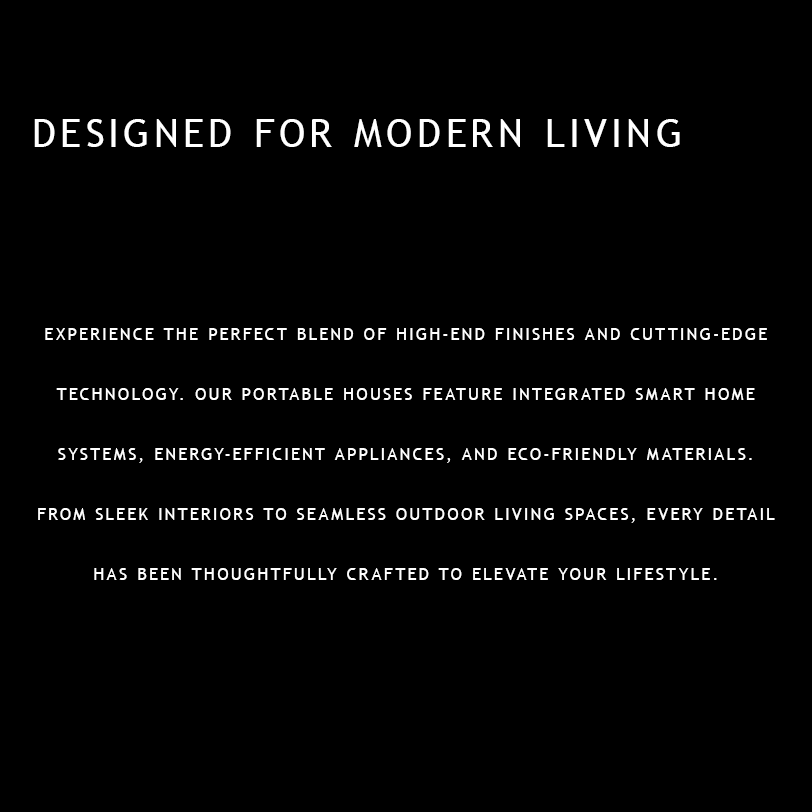 DESIGNED FOR MODERN LIVING
EXPERIENCE THE PERFECT BLEND OF HIGH-END FINISHES AND CUTTING-EDGE
TECHNOLOGY. OUR PORTABLE HOUSES FEATURE INTEGRATED SMART HOME
SYSTEMS, ENERGY-EFFICIENT APPLIANCES, AND ECO-FRIENDLY MATERIALS.
FROM SLEEK INTERIORS TO SEAMLESS OUTDOOR LIVING SPACES, EVERY DETAIL
HAS BEEN THOUGHTFULLY CRAFTED TO ELEVATE YOUR LIFESTYLE.